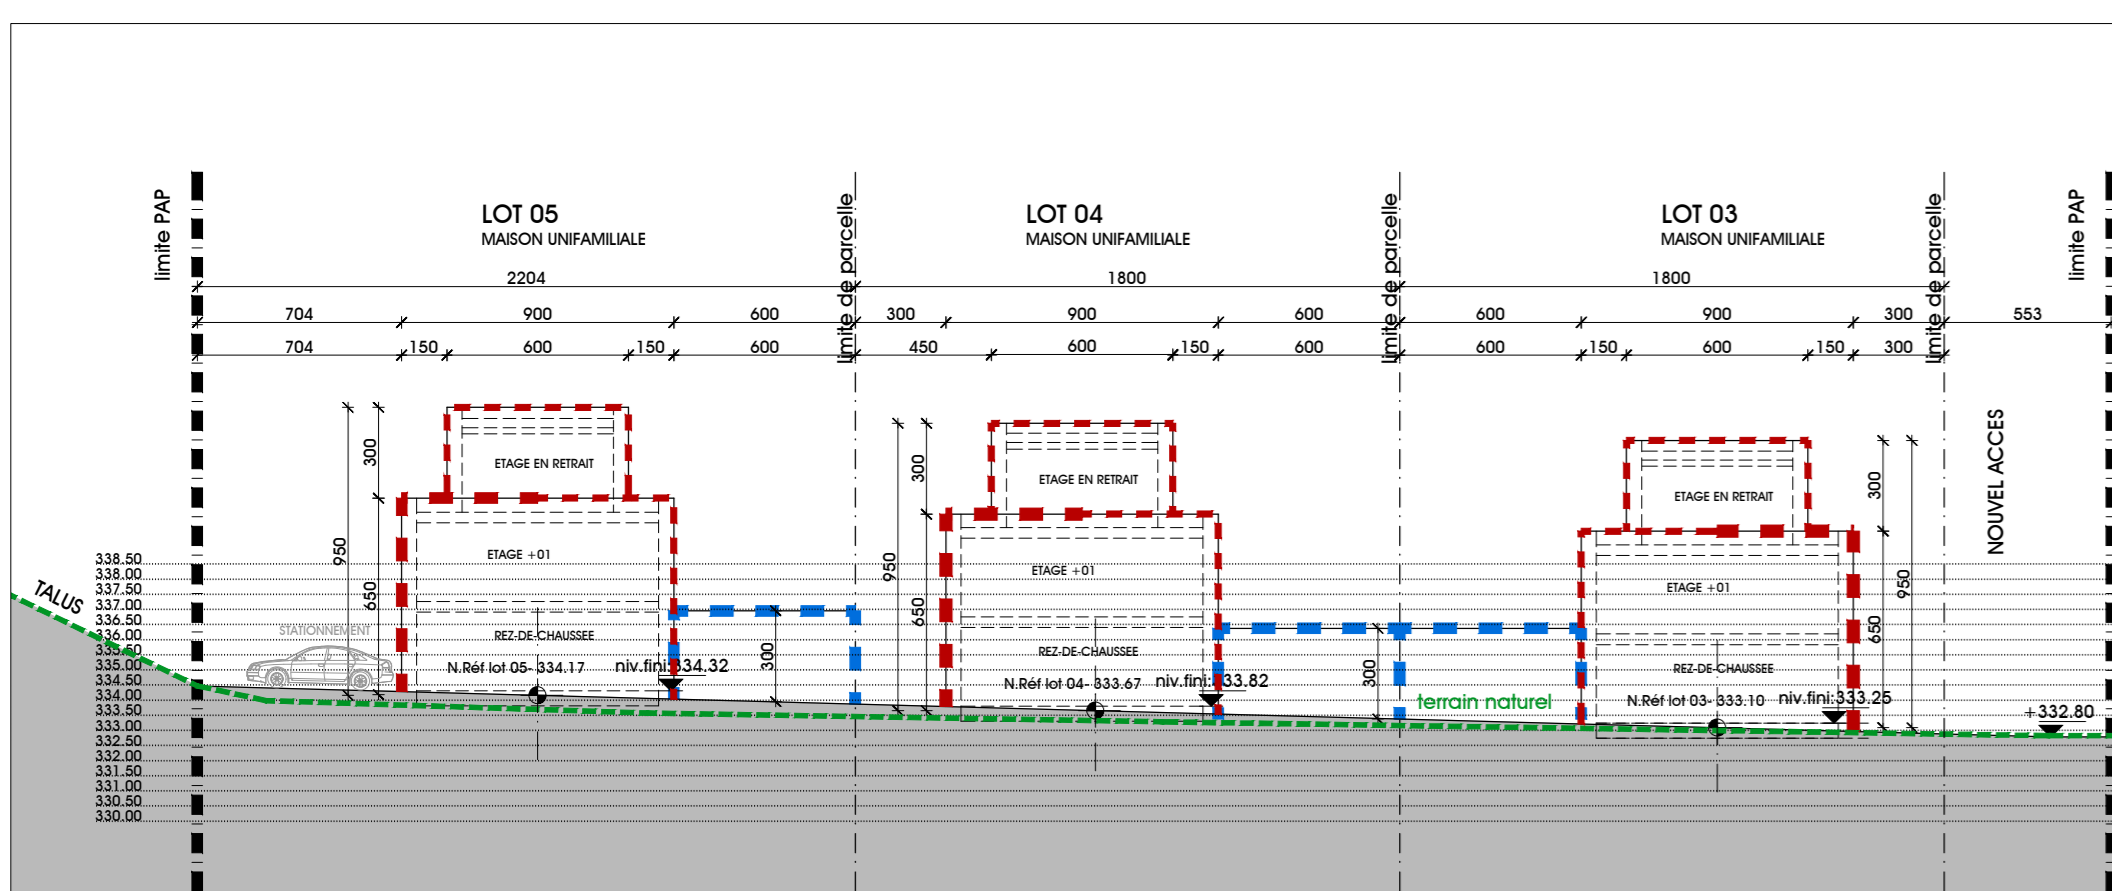 limite PAP
LOT 05
MAISON UNIFAMILIALE
limite de parcelle
LOT 04
MAISON UNIFAMILIALE
limite de parcelle
LOT 03
MAISON UNIFAMILIALE
limite de parcelle
limite PAP
2204
1800
1800
704
900
600
300
900
600
600
900
300
553
704
150
600
150
600
450
600
150
600
600
150
600
150
300
NOUVEL ACCES
300
950
650
ETAGE EN RETRAIT
ETAGE +01
REZ-DE-CHAUSSEE
N.Réf lot 05- 334.17
niv.fini:334.32
300
STATIONNEMENT
TALUS
300
950
650
ETAGE EN RETRAIT
ETAGE +01
REZ-DE-CHAUSSEE
N.Réf lot 04- 333.67
niv.fini:333.82
300
terrain naturel
ETAGE EN RETRAIT
ETAGE +01
REZ-DE-CHAUSSEE
N.Réf lot 03- 333.10
niv.fini:333.25
300
950
650
+332.80
338.50
338.00
337.50
337.00
336.50
336.00
335.50
335.00
334.50
334.00
333.50
333.00
332.50
332.00
331.50
331.00
330.50
330.00